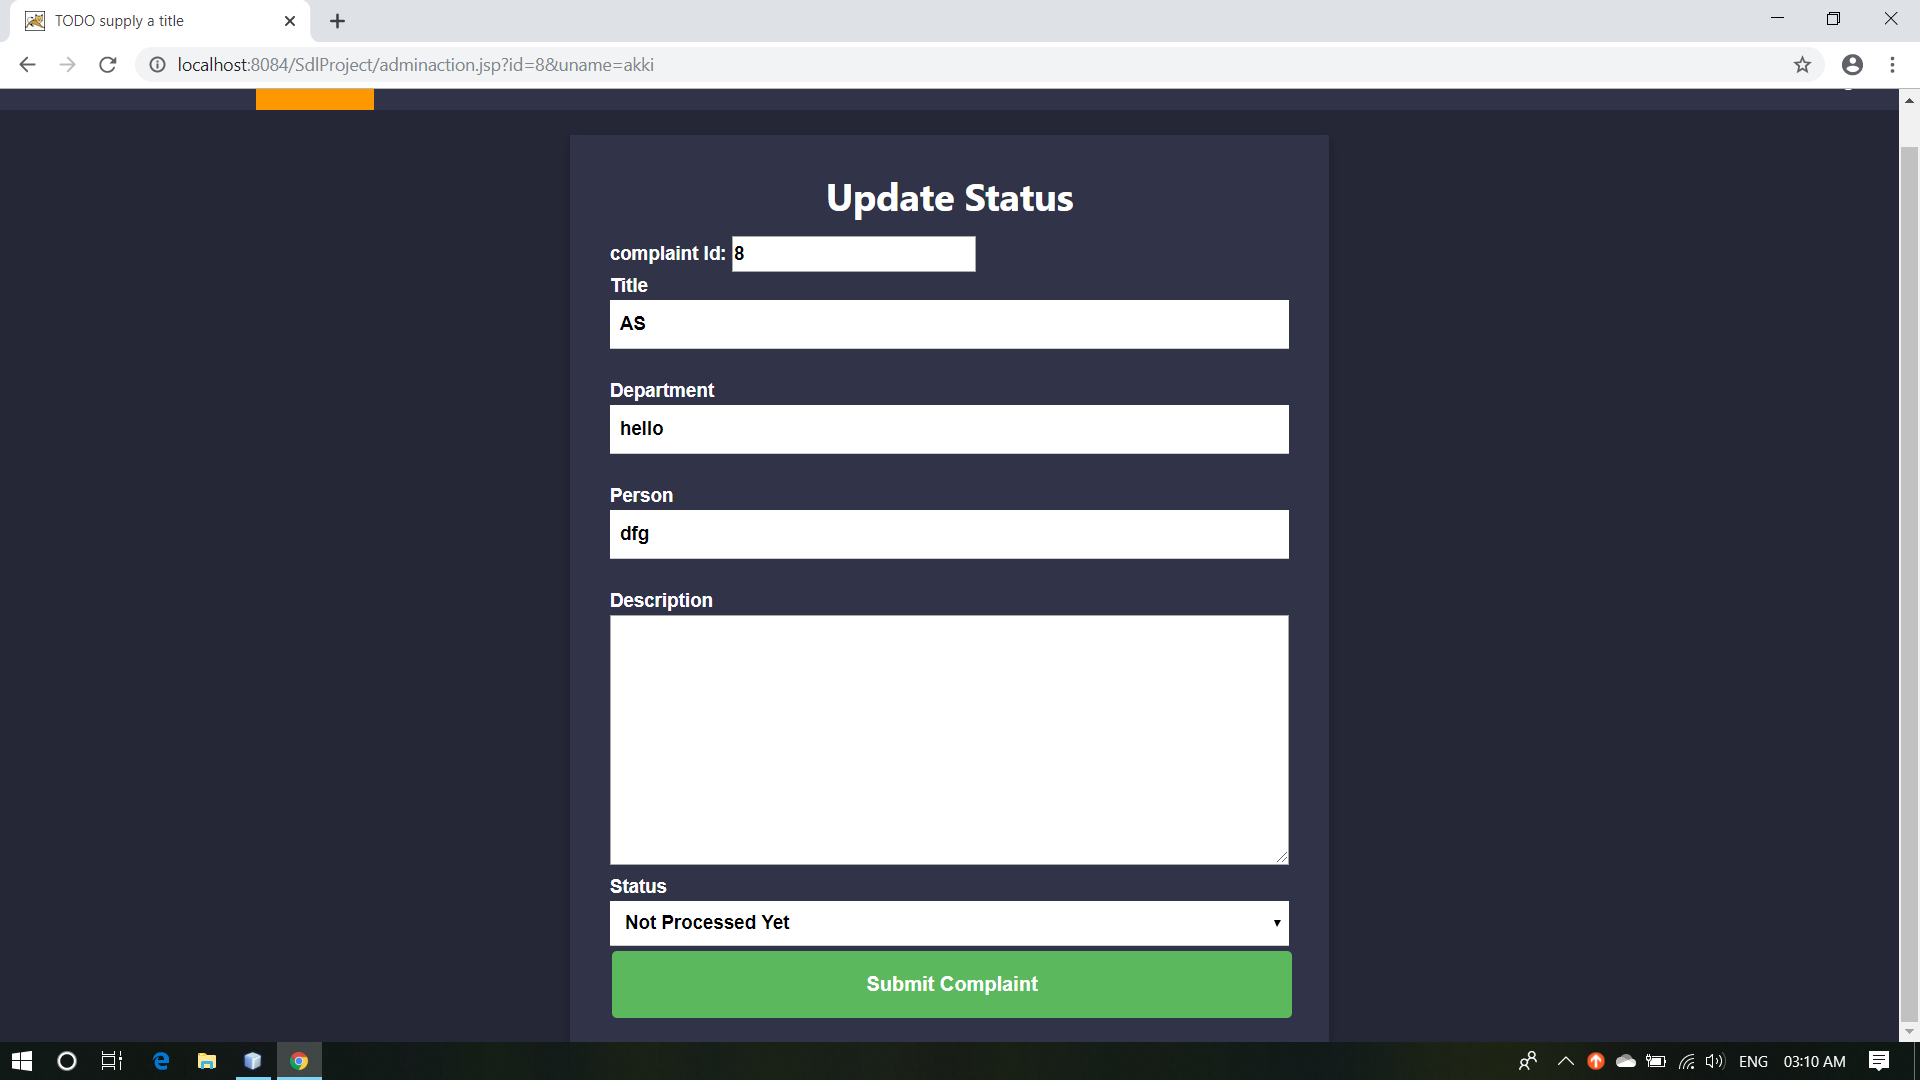 TODO supply a title
localhost:8084/SdlProject/adminaction.jsp?id=8&uname=akki
Update Status
complaint Id: 8
Title
AS
Department
hello
Person
dfg
Description
Status
Not Processed Yet
Submit Complaint
ENG 03:10 AM